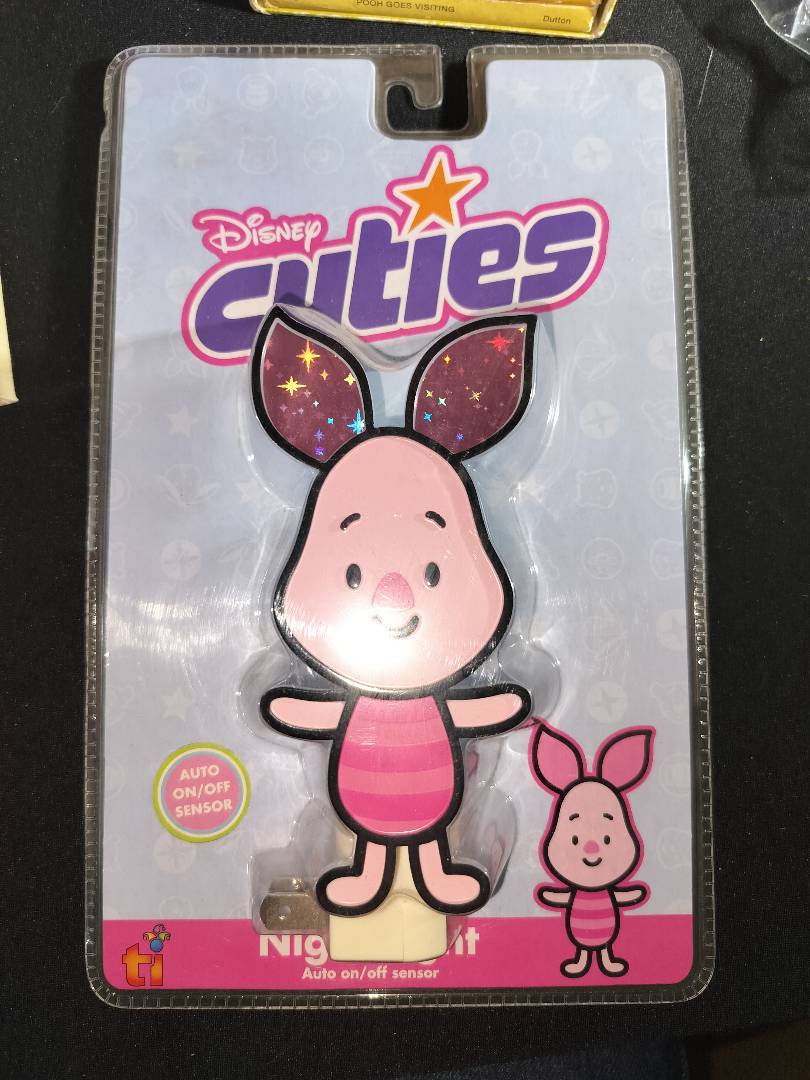 POOH GOES VISITING
Dutton
Disney
cuties
AUTO
ON/OFF
SENSOR
ti
Auto on/off sensor